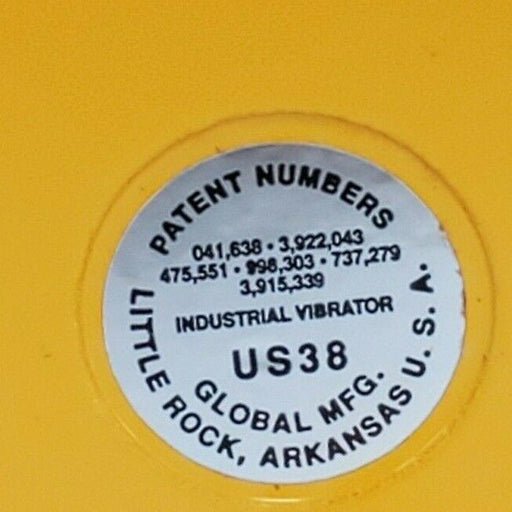 PATENT NUMBERS
041,638 • 3,922,043
475,551 • 998,303 • 737,279
3,915,339
INDUSTRIAL VIBRATOR
US38
GLOBAL MFG.
LITTLE ROCK, ARKANSAS U. S. A.